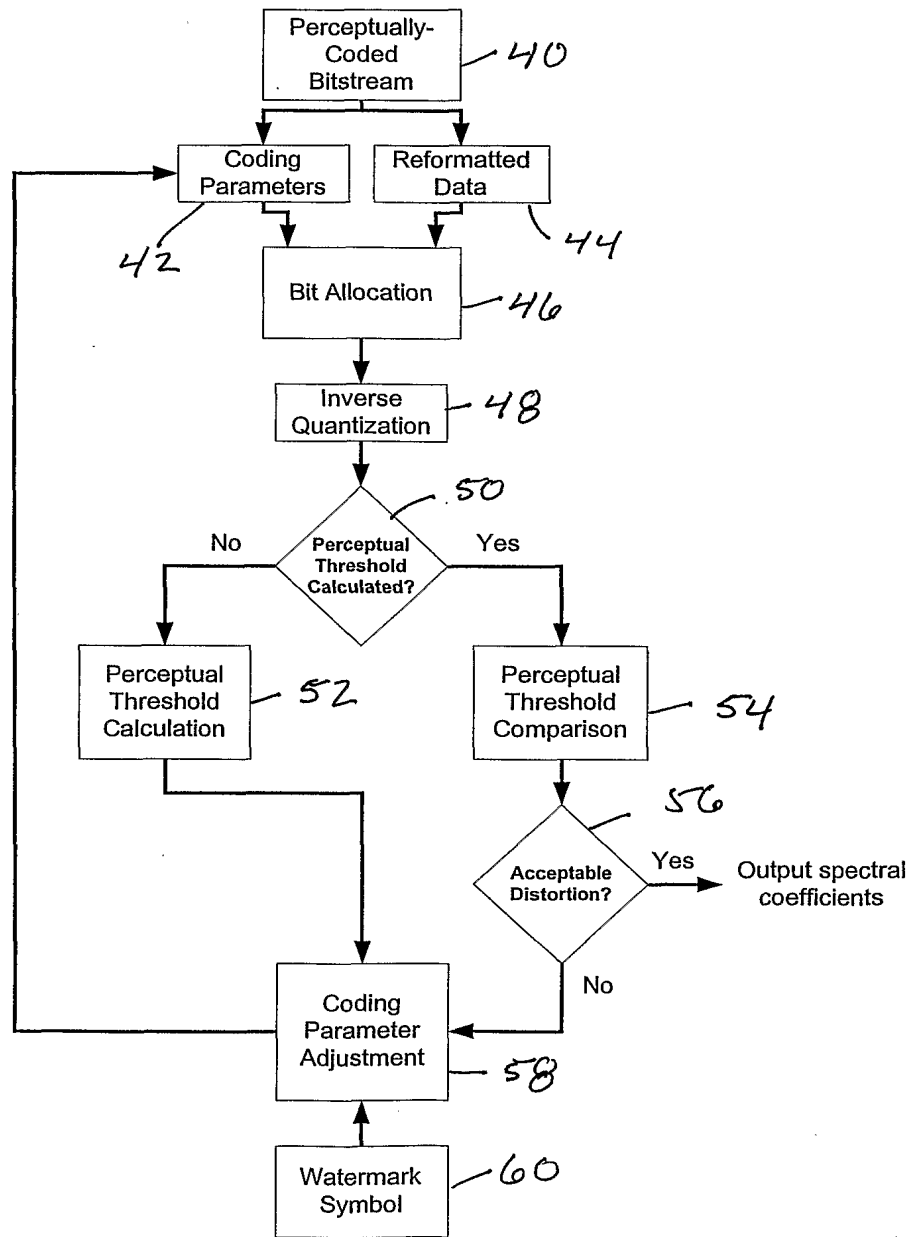 Perceptually-
Coded
Bitstream
40
Coding
Parameters
Reformatted
Data
42
44
Bit Allocation
46
Inverse
Quantization
48
50
No
Perceptual
Threshold
Calculated?
Yes
Perceptual
Threshold
Calculation
52
Perceptual
Threshold
Comparison
54
56
Acceptable
Distortion?
Yes
Output spectral
coefficients
No
Coding
Parameter
Adjustment
58
Watermark
Symbol
60